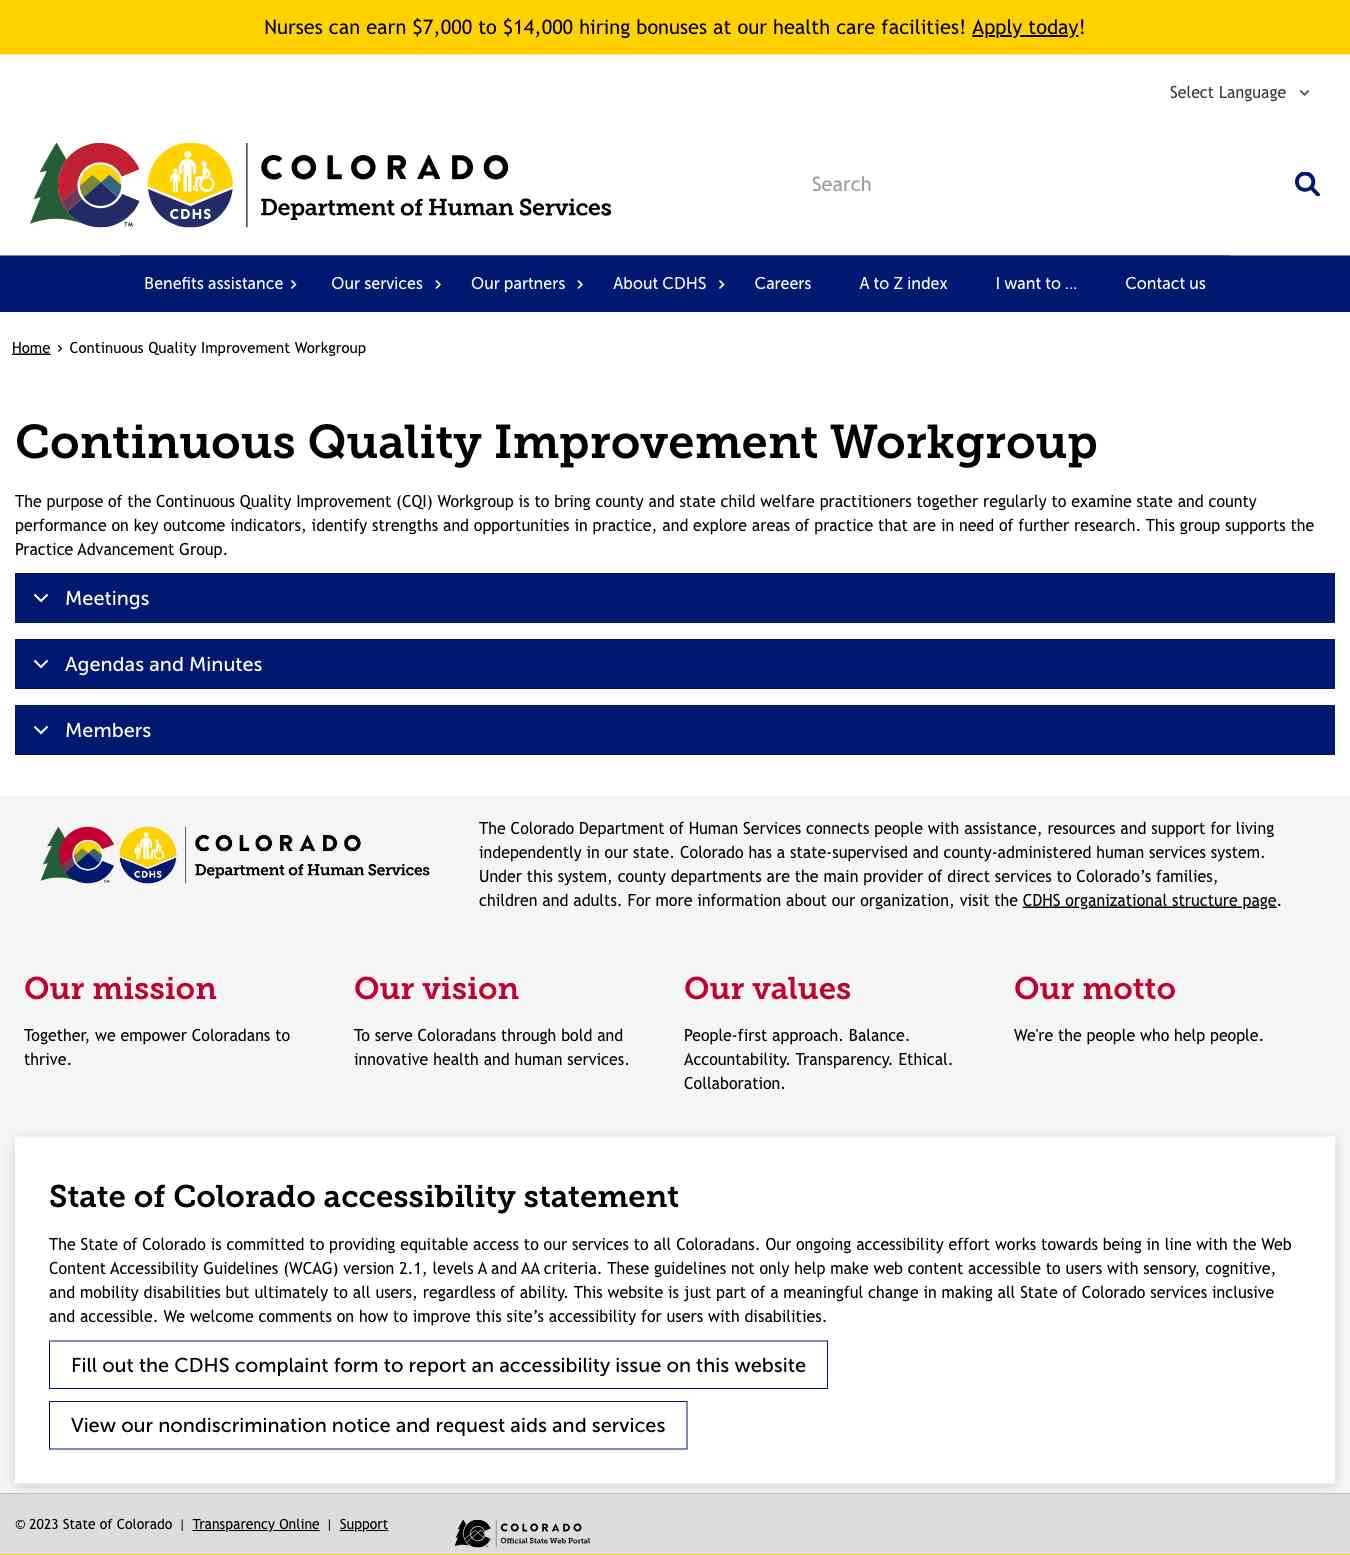 Nurses can earn $7,000 to $14,000 hiring bonuses at our health care facilities! Apply today!
Select Language
CDHS
TM
COLORADO
Department of Human Services
Search
Benefits assistance
Our services
Our partners
About CDHS
Careers
A to Z index
I want to ...
Contact us
Home › Continuous Quality Improvement Workgroup
Continuous Quality Improvement Workgroup
The purpose of the Continuous Quality Improvement (CQI) Workgroup is to bring county and state child welfare practitioners together regularly to examine state and county
performance on key outcome indicators, identify strengths and opportunities in practice, and explore areas of practice that are in need of further research. This group supports the
Practice Advancement Group.
Meetings
Agendas and Minutes
Members
CDHS
COLORADO
Department of Human Services
The Colorado Department of Human Services connects people with assistance, resources and support for living
independently in our state. Colorado has a state-supervised and county-administered human services system.
Under this system, county departments are the main provider of direct services to Colorado’s families,
children and adults. For more information about our organization, visit the CDHS organizational structure page.
Our mission
Together, we empower Coloradans to
thrive.
Our vision
To serve Coloradans through bold and
innovative health and human services.
Our values
People-first approach. Balance.
Accountability. Transparency. Ethical.
Collaboration.
Our motto
We're the people who help people.
State of Colorado accessibility statement
The State of Colorado is committed to providing equitable access to our services to all Coloradans. Our ongoing accessibility effort works towards being in line with the Web
Content Accessibility Guidelines (WCAG) version 2.1, levels A and AA criteria. These guidelines not only help make web content accessible to users with sensory, cognitive,
and mobility disabilities but ultimately to all users, regardless of ability. This website is just part of a meaningful change in making all State of Colorado services inclusive
and accessible. We welcome comments on how to improve this site’s accessibility for users with disabilities.
Fill out the CDHS complaint form to report an accessibility issue on this website
View our nondiscrimination notice and request aids and services
© 2023 State of Colorado | Transparency Online | Support
COLORADO
Official State Web Portal